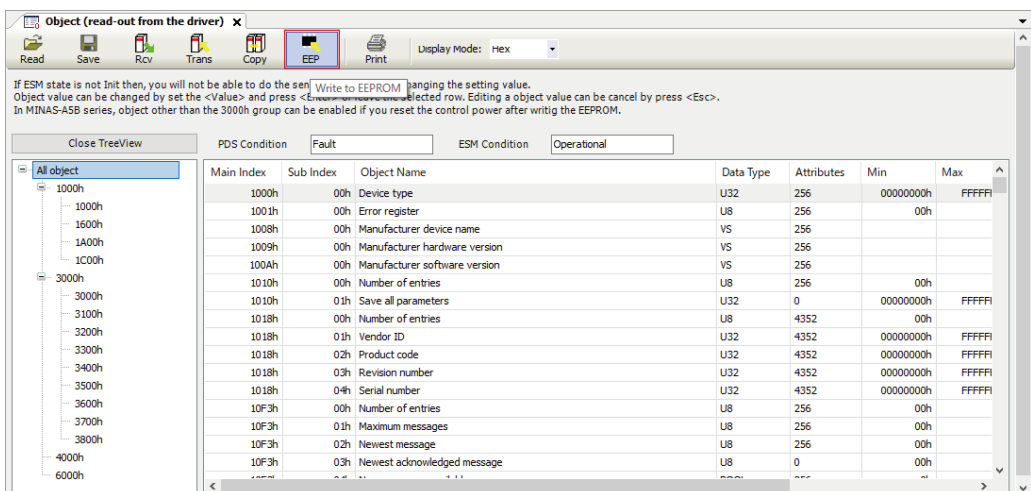 Object (read-out from the driver) x
Read Save Rcv Trans Copy EEP Print Display Mode: Hex
If ESM state is not Init then, you will not be able to do the sen hanging the setting value.
Write to EEPROM
Object value can be changed by set the <Value> and press <E selected row. Editing a object value can be cancel by press <Esc>.
In MINAS-A5B series, object other than the 3000h group can be enabled if you reset the control power after writig the EEPROM.
Close TreeView PDS Condition Fault ESM Condition Operational
All object
1000h
1000h
1600h
1A00h
1C00h
3000h
3000h
3100h
3200h
3300h
3400h
3500h
3600h
3700h
3800h
4000h
6000h
Main Index Sub Index Object Name Data Type Attributes Min Max
1000h 00h Device type U32 256 00000000h FFFFF
1001h 00h Error register U8 256 00h
1008h 00h Manufacturer device name VS 256
1009h 00h Manufacturer hardware version VS 256
100Ah 00h Manufacturer software version VS 256
1010h 00h Number of entries U8 256 00h
1010h 01h Save all parameters U32 0 00000000h FFFFF
1018h 00h Number of entries U8 4352 00h
1018h 01h Vendor ID U32 4352 00000000h FFFFF
1018h 02h Product code U32 4352 00000000h FFFFF
1018h 03h Revision number U32 4352 00000000h FFFFF
1018h 04h Serial number U32 4352 00000000h FFFFF
10F3h 00h Number of entries U8 256 00h
10F3h 01h Maximum messages U8 256 00h
10F3h 02h Newest message U8 256 00h
10F3h 03h Newest acknowledged message U8 0 00h